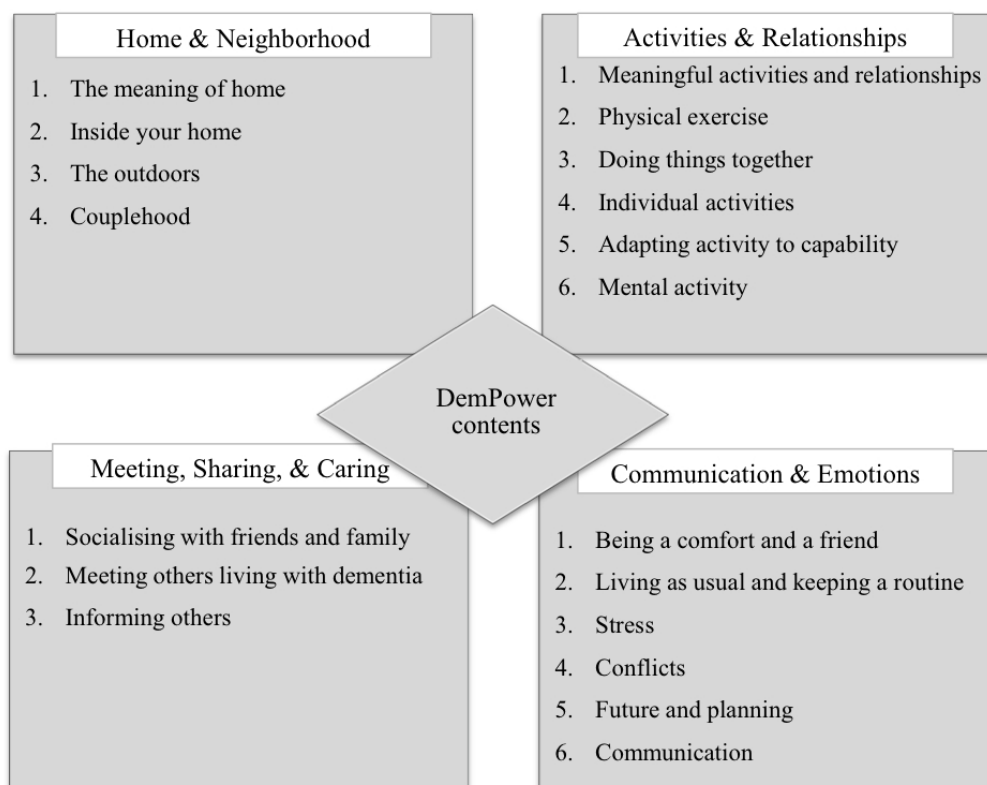 Home & Neighborhood
1. The meaning of home
2. Inside your home
3. The outdoors
4. Couplehood
Activities & Relationships
1. Meaningful activities and relationships
2. Physical exercise
3. Doing things together
4. Individual activities
5. Adapting activity to capability
6. Mental activity
DemPower
contents
Meeting, Sharing, & Caring
1. Socialising with friends and family
2. Meeting others living with dementia
3. Informing others
Communication & Emotions
1. Being a comfort and a friend
2. Living as usual and keeping a routine
3. Stress
4. Conflicts
5. Future and planning
6. Communication